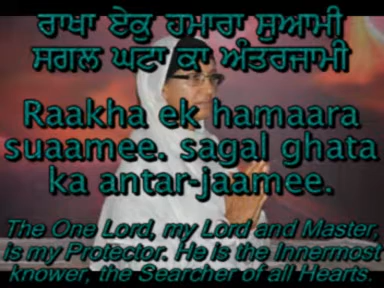 ਰਾਖਾ ਏਕੁ ਹਮਾਰਾ ਸੁਆਮੀ
ਸਗਲ ਘਟਾ ਕਾ ਅੰਤਰਜਾਮੀ
Raakha ek hamaara
suaamee. sagal ghata
ka antar-jaamee.
The One Lord, my Lord and Master,
is my Protector. He is the Innermost
knower, the Searcher of all Hearts.